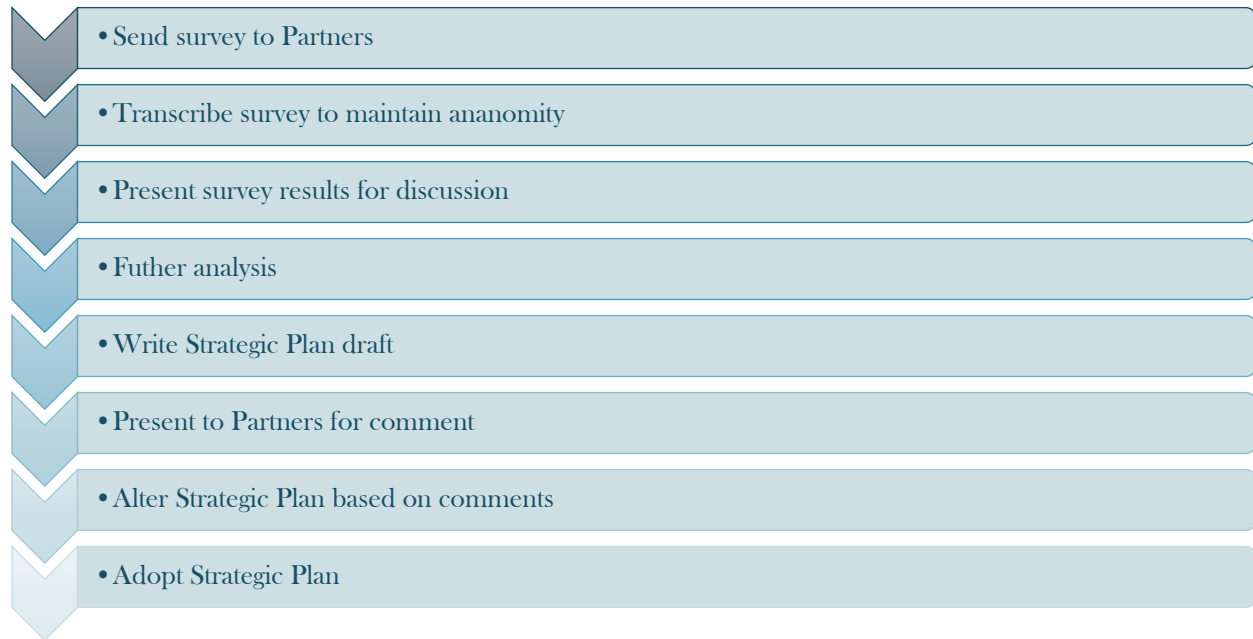 • Send survey to Partners
• Transcribe survey to maintain ananomity
• Present survey results for discussion
• Futher analysis
• Write Strategic Plan draft
• Present to Partners for comment
• Alter Strategic Plan based on comments
• Adopt Strategic Plan